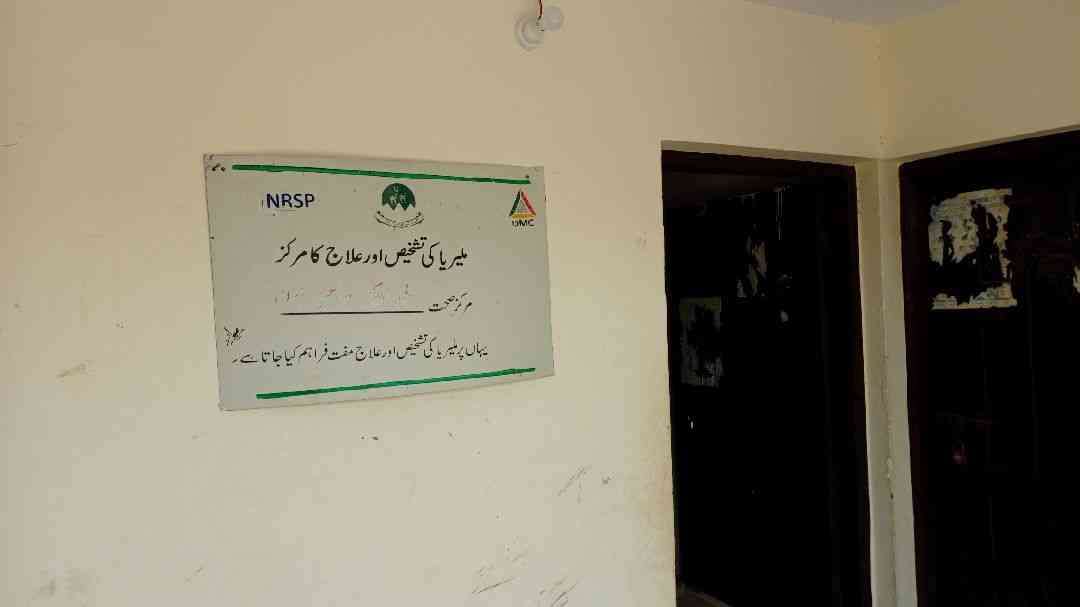 NRSP
DMC
ملیریا کی تشخیص اور علاج کا مرکز
مرکز صحت
یہاں پر ملیریا کی تشخیص اور علاج مفت فراہم کیا جاتا ہے۔